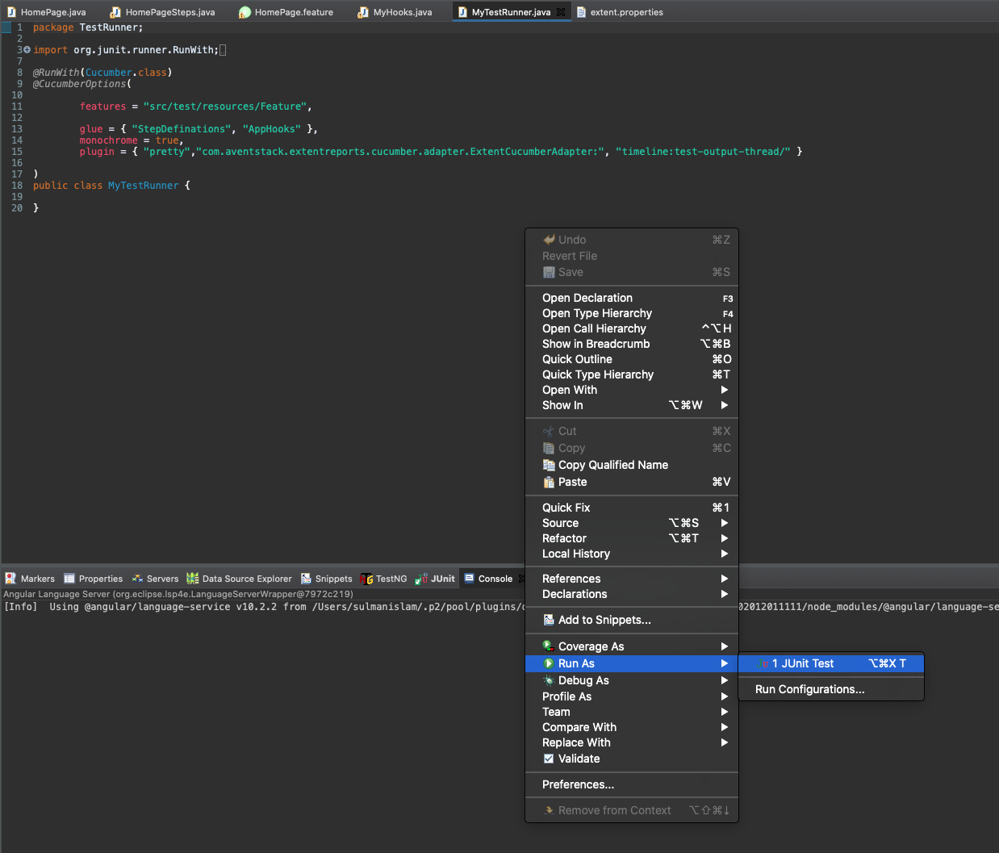 HomePage.java HomePageSteps.java HomePage.feature MyHooks.java MyTestRunner.java extent.properties
1 package TestRunner;
2
3 import org.junit.runner.RunWith;
7
8 @RunWith(Cucumber.class)
9 @CucumberOptions(
10
11 features = "src/test/resources/Feature",
12
13 glue = { "StepDefinations", "AppHooks" },
14 monochrome = true,
15 plugin = { "pretty","com.aventstack.extentreports.cucumber.adapter.ExtentCucumberAdapter:", "timeline:test-output-thread/" }
16
17 )
18 public class MyTestRunner {
19
20 }
Undo ⌘Z
Revert File
Save ⌘S
Open Declaration F3
Open Type Hierarchy F4
Open Call Hierarchy ^⌥H
Show in Breadcrumb ⌥⌘B
Quick Outline ⌘O
Quick Type Hierarchy ⌘T
Open With ▶
Show In ⌥⌘W ▶
Cut ⌘X
Copy ⌘C
Copy Qualified Name
Paste ⌘V
Quick Fix ⌘1
Source ⌥⌘S ▶
Refactor ⌥⌘T ▶
Local History ▶
References ▶
Declarations ▶
Add to Snippets...
Coverage As ▶
Run As ▶
Debug As ▶
Profile As ▶
Team ▶
Compare With ▶
Replace With ▶
Validate
Preferences...
Remove from Context ⌥⇧⌘↓
1 JUnit Test ⌥⌘X T
Run Configurations...
Markers Properties Servers Data Source Explorer Snippets TestNG JUnit Console
Angular Language Server (org.eclipse.lsp4e.LanguageServerWrapper@7972c219)
[Info] Using @angular/language-service v10.2.2 from /Users/sulmanislam/.p2/pool/plugins/ 02012011111/node_modules/@angular/language-se